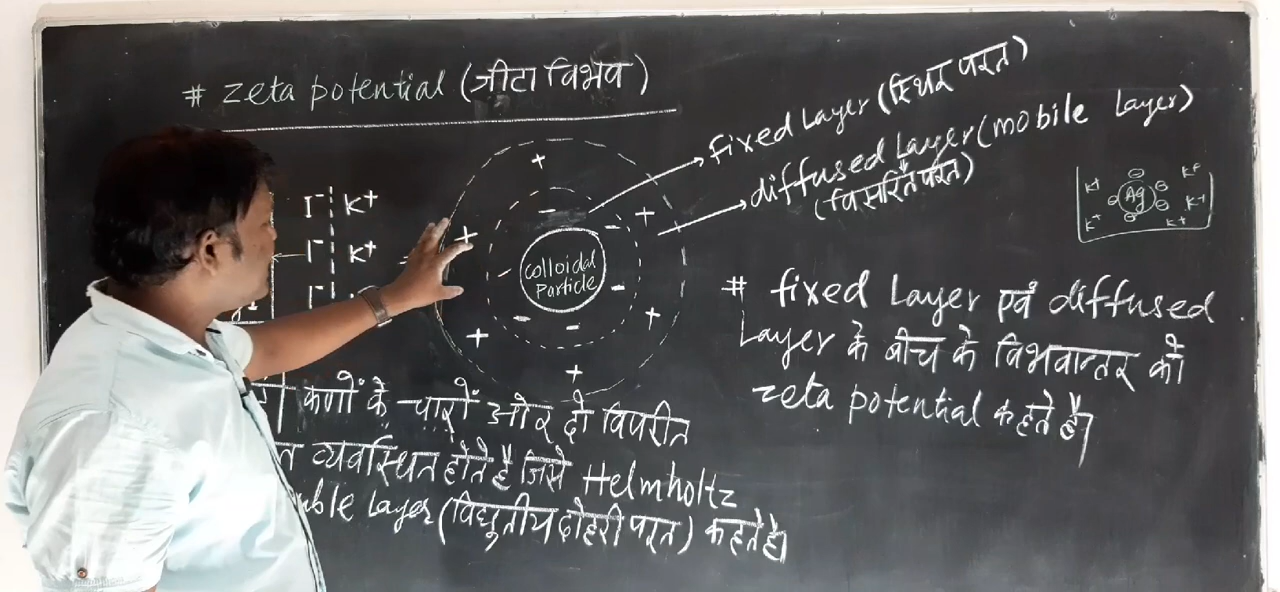 # zeta potential (जीटा विभव)
fixed Layer (स्थिर परत)
diffused Layer (mobile Layer)
(विसरित परत)
I⁻ K⁺
I⁻ K⁺
I⁻
+
-
+
-
+
-
colloidal
Particle
-
-
-
+
+
+
K⁺
Ag
K⁺
K⁺
K⁺
K⁺
# fixed Layer एवं diffused
Layer के बीच के विभवान्तर को
zeta potential कहते हैं।
कणों के चारों ओर दो विपरीत
व्यवस्थित होते हैं जिसे Helmholtz
Layer (विधुतीय दोहरी परत) कहते हैं।